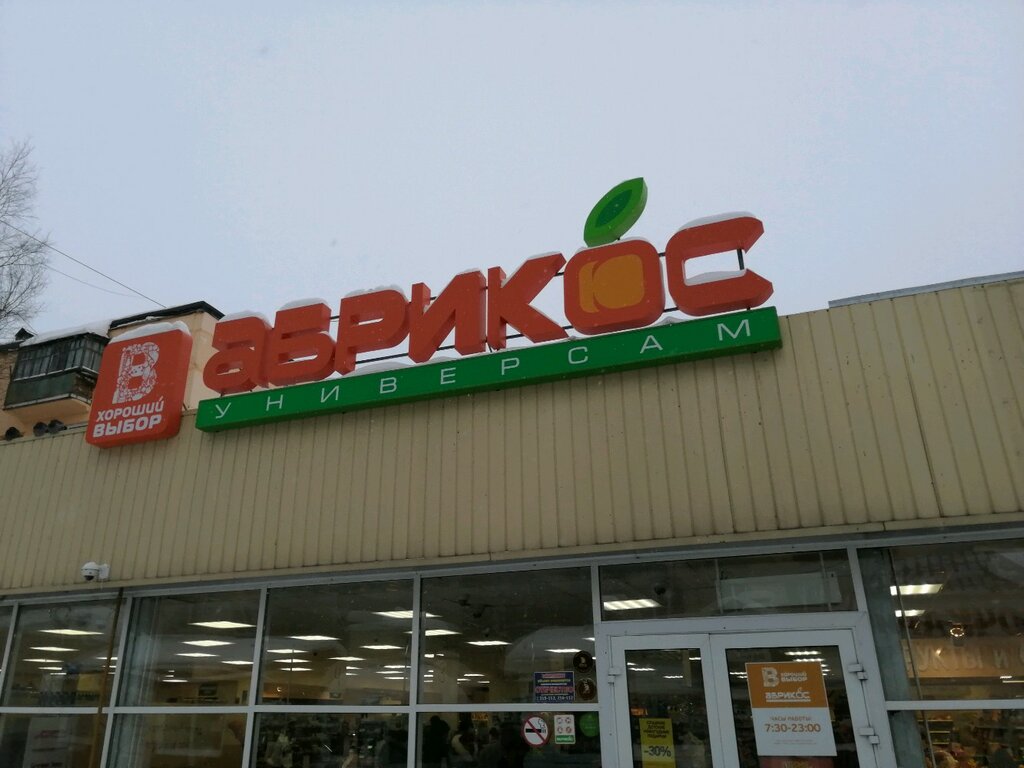 В
ХОРОШИЙ
ВЫБОР
абрикос
УНИВЕРСАМ
В ХОРОШИЙ
ВЫБОР
абрикос
ЧАСЫ РАБОТЫ
7:30-23:00
-30%